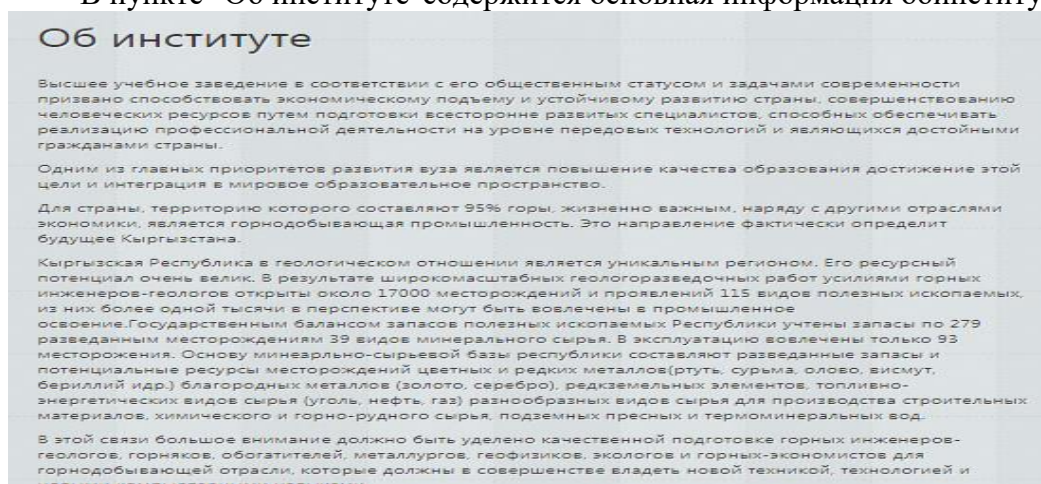 В пункте "Об институте"содержится основная информация обинститу
Об институте
Высшее учебное заведение в соответствии с его общественным статусом и задачами современности
призвано способствовать экономическому подъему и устойчивому развитию страны, совершенствованию
человеческих ресурсов путем подготовки всесторонне развитых специалистов, способных обеспечивать
реализацию профессиональной деятельности на уровне передовых технологий и являющихся достойными
гражданами страны.
Одним из главных приоритетов развития вуза является повышение качества образования достижение этой
цели и интеграция в мировое образовательное пространство.
Для страны, территорию которого составляют 95% горы, жизненно важным, наряду с другими отраслями
экономики, является горнодобывающая промышленность. Это направление фактически определит
будущее Кыргызстана.
Кыргызская Республика в геологическом отношении является уникальным регионом. Его ресурсный
потенциал очень велик. В результате широкомасштабных геологоразведочных работ усилиями горных
инженеров-геологов открыты около 17000 месторождений и проявлений 115 видов полезных ископаемых,
из них более одной тысячи в перспективе могут быть вовлечены в промышленное
освоение.Государственным балансом запасов полезных ископаемых Республики учтены запасы по 279
разведанным месторождениям 39 видов минерального сырья. В эксплуатацию вовлечены только 93
месторожения. Основу минеарльно-сырьевой базы республики составляют разведанные запасы и
потенциальные ресурсы месторождений цветных и редких металлов(ртуть, сурьма, олово, висмут,
бериллий идр.) благородных металлов (золото, серебро), редкземельных элементов, топливно-
энергетических видов сырья (уголь, нефть, газ) разнообразных видов сырья для производства строительных
материалов, химического и горно-рудного сырья, подземных пресных и термоминеральных вод.
В этой связи большое внимание должно быть уделено качественной подготовке горных инженеров-
геологов, горняков, обогатителей, металлургов, геофизиков, экологов и горных-экономистов для
горнодобывающей отрасли, которые должны в совершенстве владеть новой техникой, технологией и